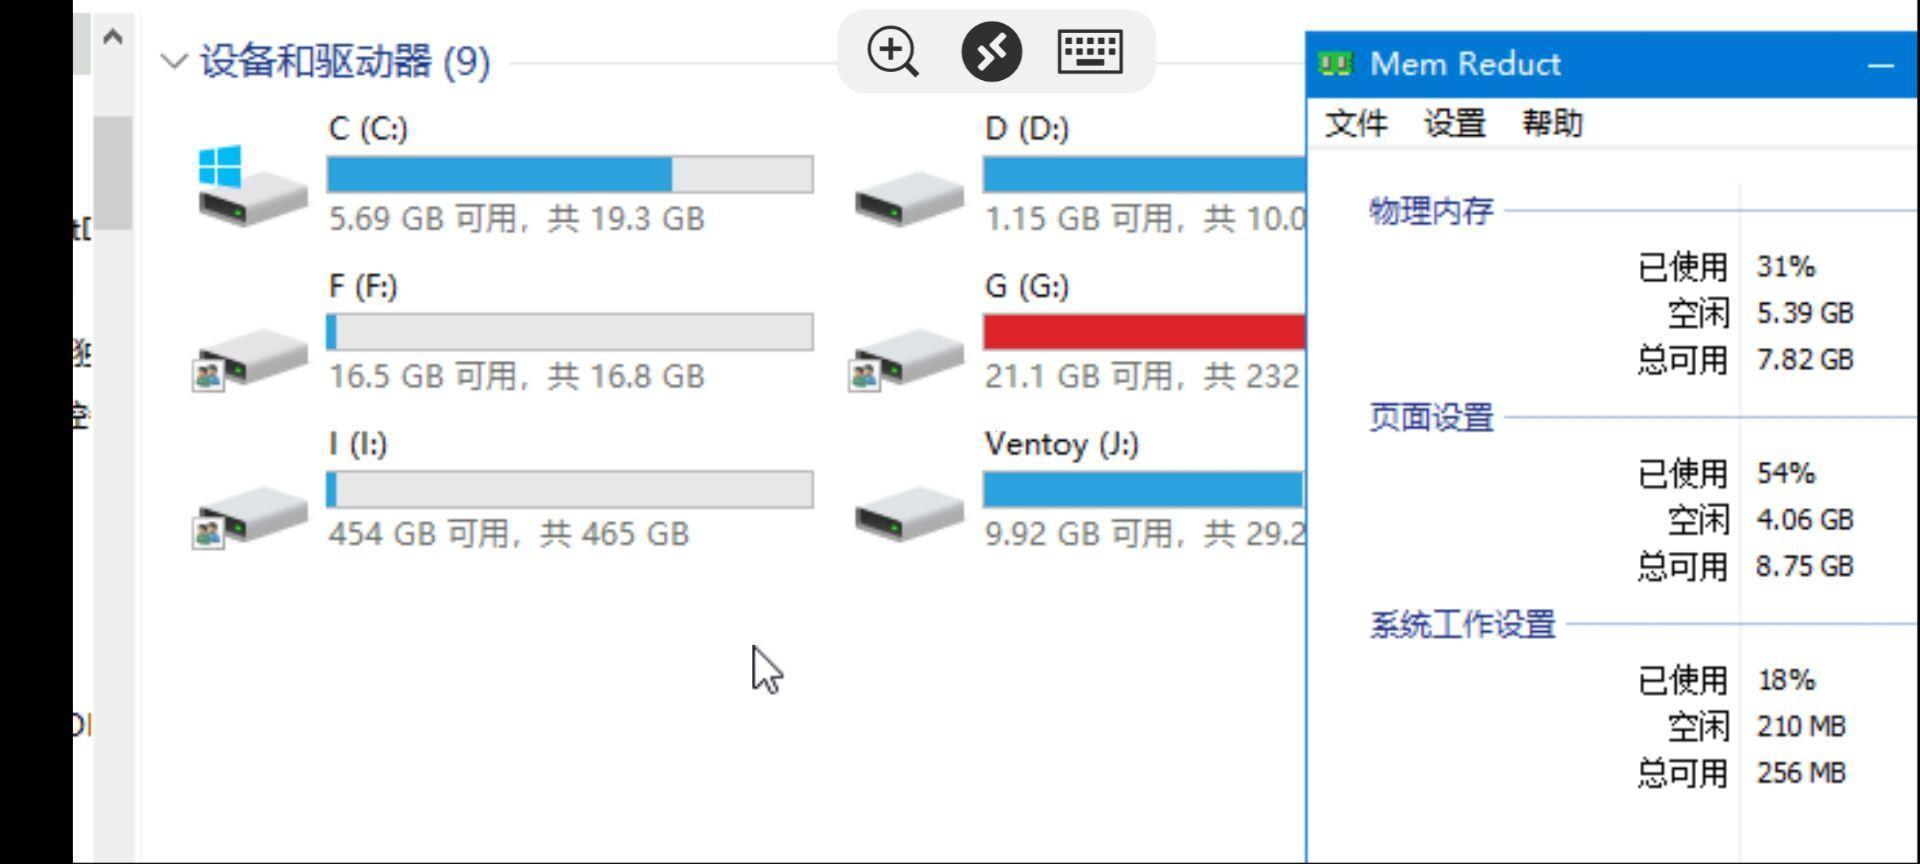 设备和驱动器 (9)
C (C:)
5.69 GB 可用, 共 19.3 GB
D (D:)
1.15 GB 可用, 共 10.0
F (F:)
16.5 GB 可用, 共 16.8 GB
G (G:)
21.1 GB 可用, 共 232
I (I:)
454 GB 可用, 共 465 GB
Ventoy (J:)
9.92 GB 可用, 共 29.2
Mem Reduct
文件 设置 帮助
物理内存
已使用 31%
空闲 5.39 GB
总可用 7.82 GB
页面设置
已使用 54%
空闲 4.06 GB
总可用 8.75 GB
系统工作设置
已使用 18%
空闲 210 MB
总可用 256 MB